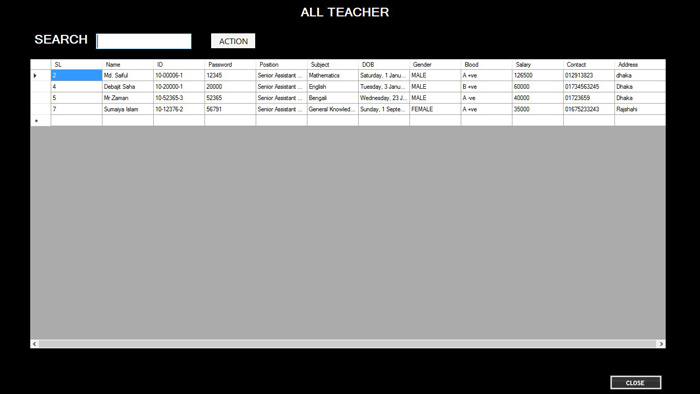 ALL TEACHER
SEARCH ACTION
SL Name ID Password Position Subject DOB Gender Blood Salary Contact Address
2 Md. Saiful 10-00006-1 12345 Senior Assistant ... Mathematics Saturday, 1 Janu... MALE A +ve 126500 012913823 dhaka
4 Debajit Saha 10-20000-1 20000 Senior Assistant ... English Tuesday, 3 Janu... MALE B +ve 60000 01734563245 Dhaka
5 Mr.Zaman 10-52365-3 52365 Senior Assistant ... Bengali Wednesday, 23 J... MALE A -ve 40000 01723659 Dhaka
7 Sumaiya Islam 10-12376-2 56791 Senior Assistant ... General Knowled... Sunday, 1 Septe... FEMALE A +ve 35000 01675233243 Rajshahi
CLOSE